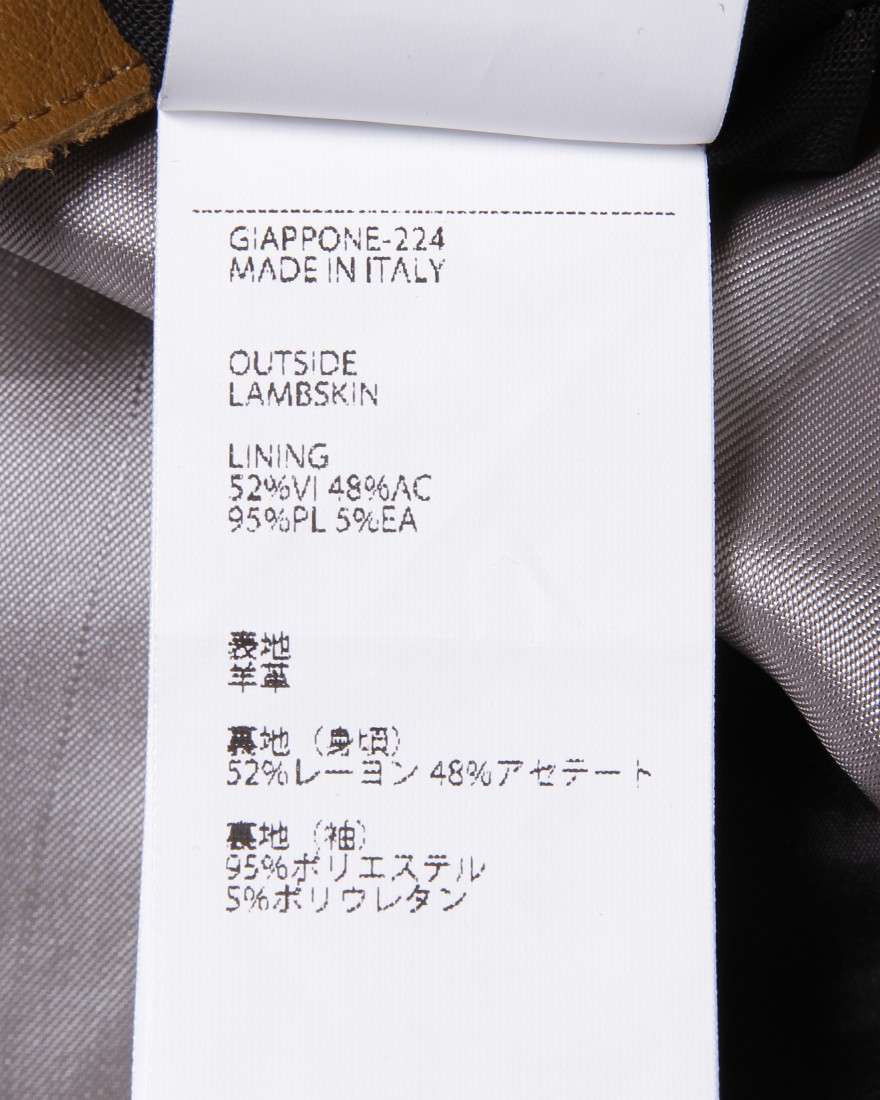 GIAPPONE-224
MADE IN ITALY
OUTSIDE
LAMBSKIN
LINING
52%VI 48%AC
95%PL 5%EA
表地
羊革
裏地（身頃）
52%レーヨン 48%アセテート
裏地（袖）
95%ポリエステル
5%ポリウレタン